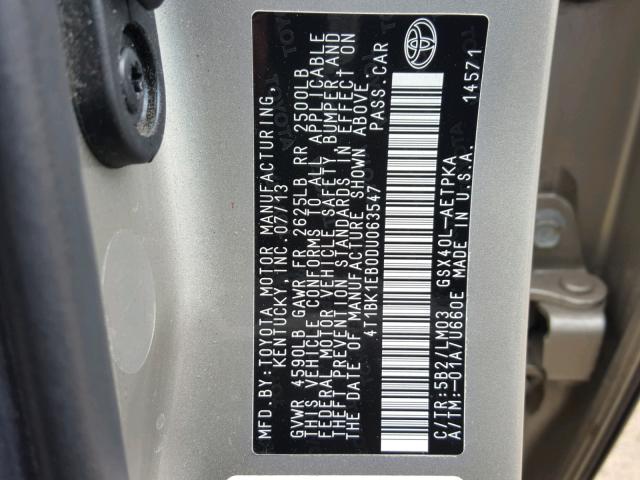 MFD.BY:TOYOTA MOTOR MANUFACTURING,
KENTUCKY, INC. 07/13
GVWR 4590LB GAWR FR 2625LB RR 2500LB
THIS VEHICLE CONFORMS TO ALL APPLICABLE
FEDERAL MOTOR VEHICLE SAFETY, BUMPER AND
THEFT PREVENTION STANDARDS IN EFFECT ON
THE DATE OF MANUFACTURE SHOWN ABOVE.
4T1BK1EB0DU063547 PASS.CAR
C/TR:5B2/LM03 GSX40L-AETPKA
A/TM:-01A/U660E MADE IN U.S.A.
14571